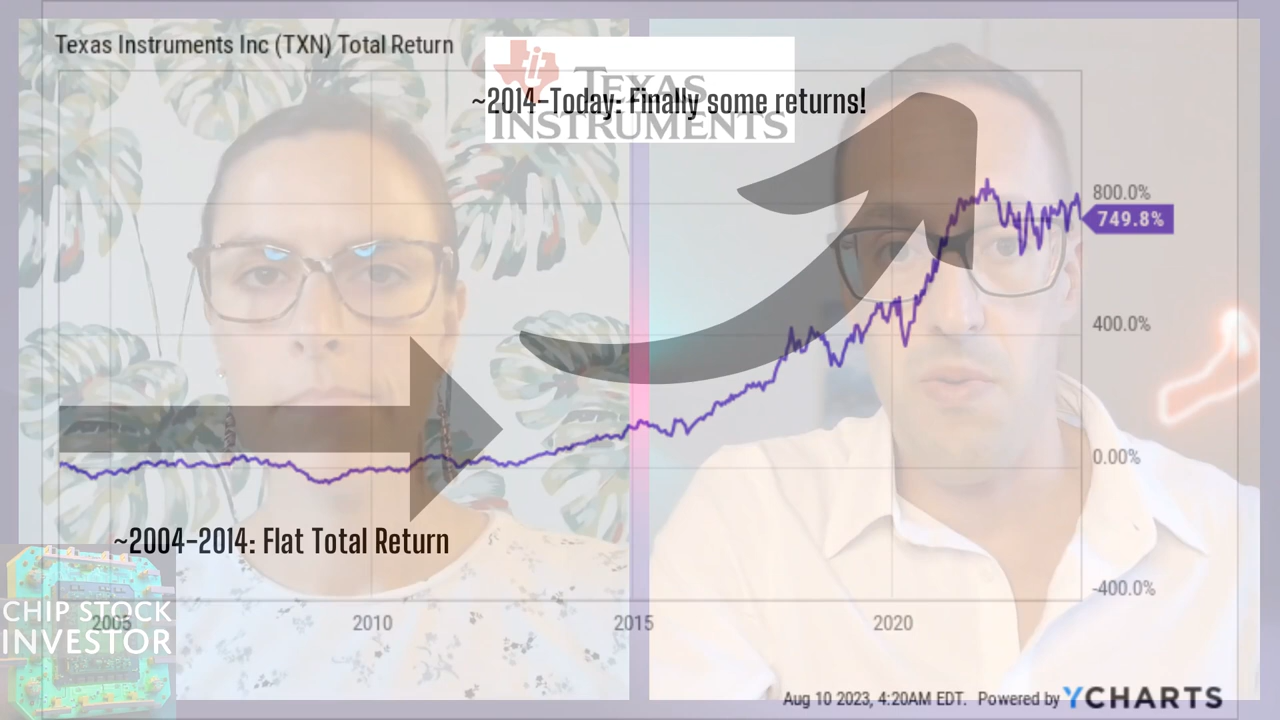 Texas Instruments Inc (TXN) Total Return
TEXAS
INSTRUMENTS
~2014-Today: Finally some returns!
800.0%
749.8%
400.0%
0.00%
-400.0%
~2004-2014: Flat Total Return
CHIP STOCK
INVESTOR
2005
2010
2015
2020
Aug 10 2023, 4:20AM EDT. Powered by YCHARTS